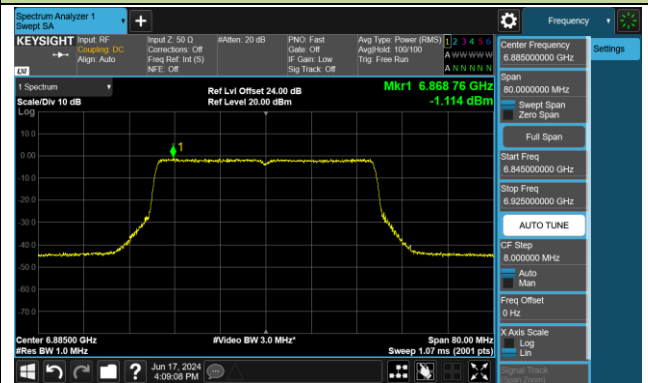 Spectrum Analyzer 1
Swept SA
Frequency
KEYSIGHT
Input: RF
Coupling: DC
Align: Auto
Input Z: 50 Ω
Corrections: Off
Freq Ref: Int (S)
NFE: Off
#Atten: 20 dB
PNO: Fast
Gate: Off
IF Gain: Low
Sig Track: Off
Avg Type: Power (RMS)
Avg|Hold: 100/100
Trig: Free Run
1 2 3 4 5 6
A W W W W W
A N N N N N
LXI
1 Spectrum
Scale/Div 10 dB
Ref Lvl Offset 24.00 dB
Ref Level 20.00 dBm
Mkr1 6.868 76 GHz
-1.114 dBm
Log
1
10.0
0.00
-10.0
-20.0
-30.0
-40.0
-50.0
-60.0
-70.0
Center 6.88500 GHz
#Res BW 1.0 MHz
#Video BW 3.0 MHz*
Span 80.00 MHz
Sweep 1.07 ms (2001 pts)
Jun 17, 2024
4:09:08 PM
Center Frequency
6.885000000 GHz
Settings
Span
80.0000000 MHz
Swept Span
Zero Span
Full Span
Start Freq
6.845000000 GHz
Stop Freq
6.925000000 GHz
AUTO TUNE
CF Step
8.000000 MHz
Auto
Man
Freq Offset
0 Hz
X Axis Scale
Log
Lin
Signal Track
(Span Zoom)